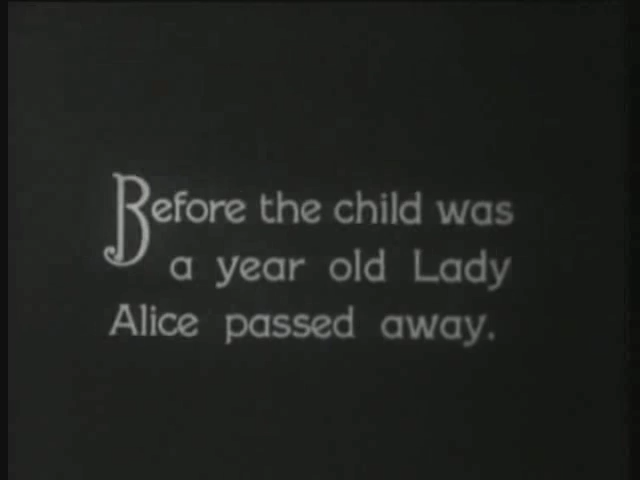 Before the child was
a year old Lady
Alice passed away.